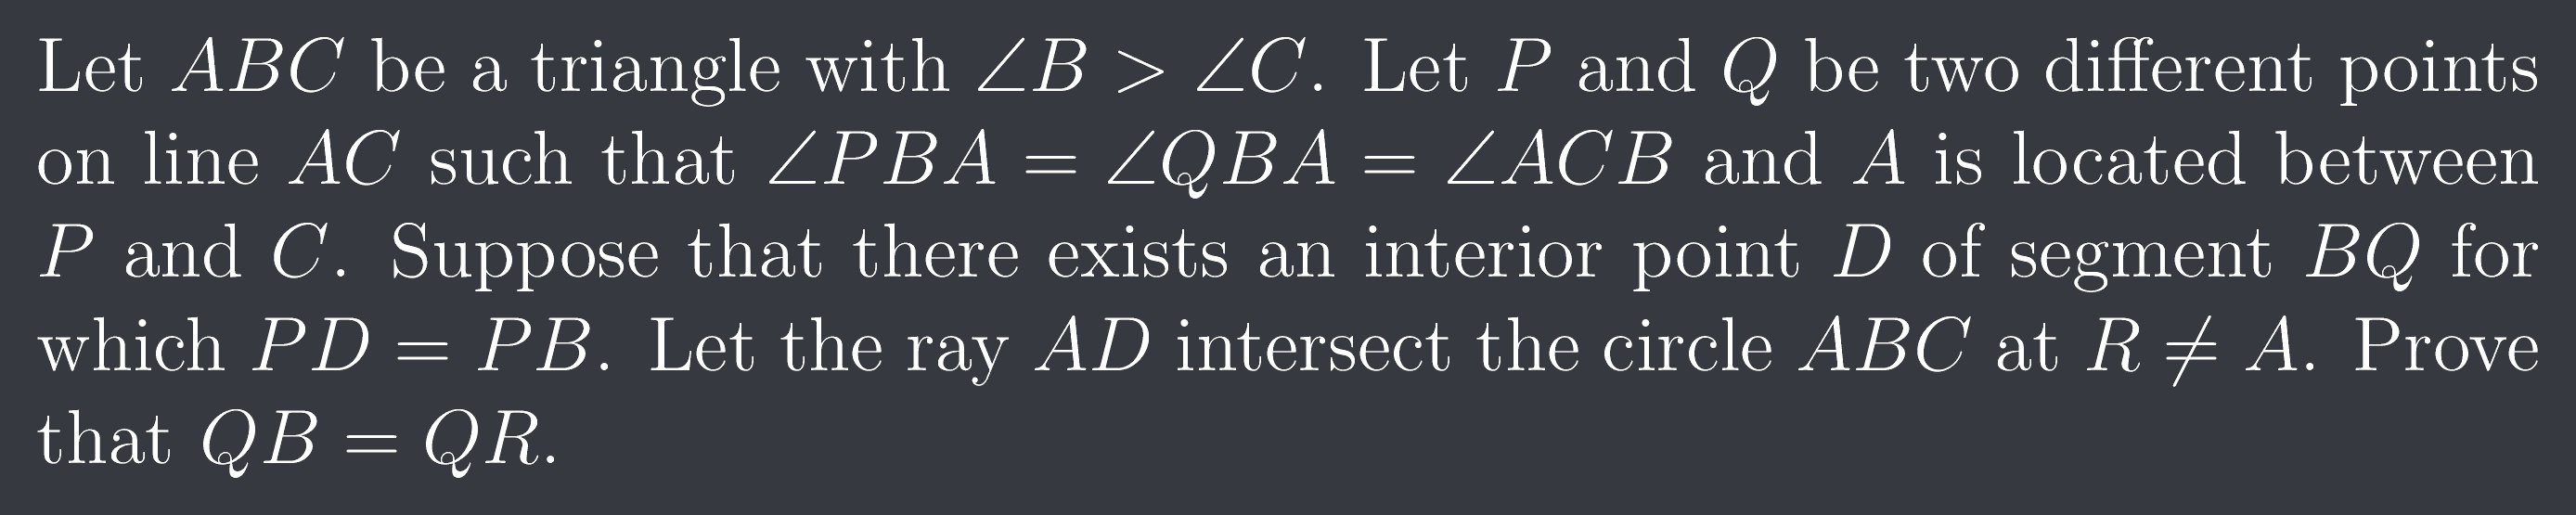 Let ABC be a triangle with ∠B > ∠C. Let P and Q be two different points
on line AC such that ∠PBA = ∠QBA = ∠ACB and A is located between
P and C. Suppose that there exists an interior point D of segment BQ for
which PD = PB. Let the ray AD intersect the circle ABC at R ≠ A. Prove
that QB = QR.